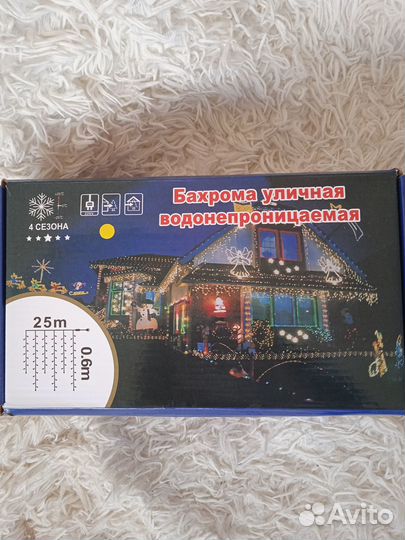 Бахрома уличная
водонепроницаемая
4 СЕЗОНА
25m
0.6m
Avito